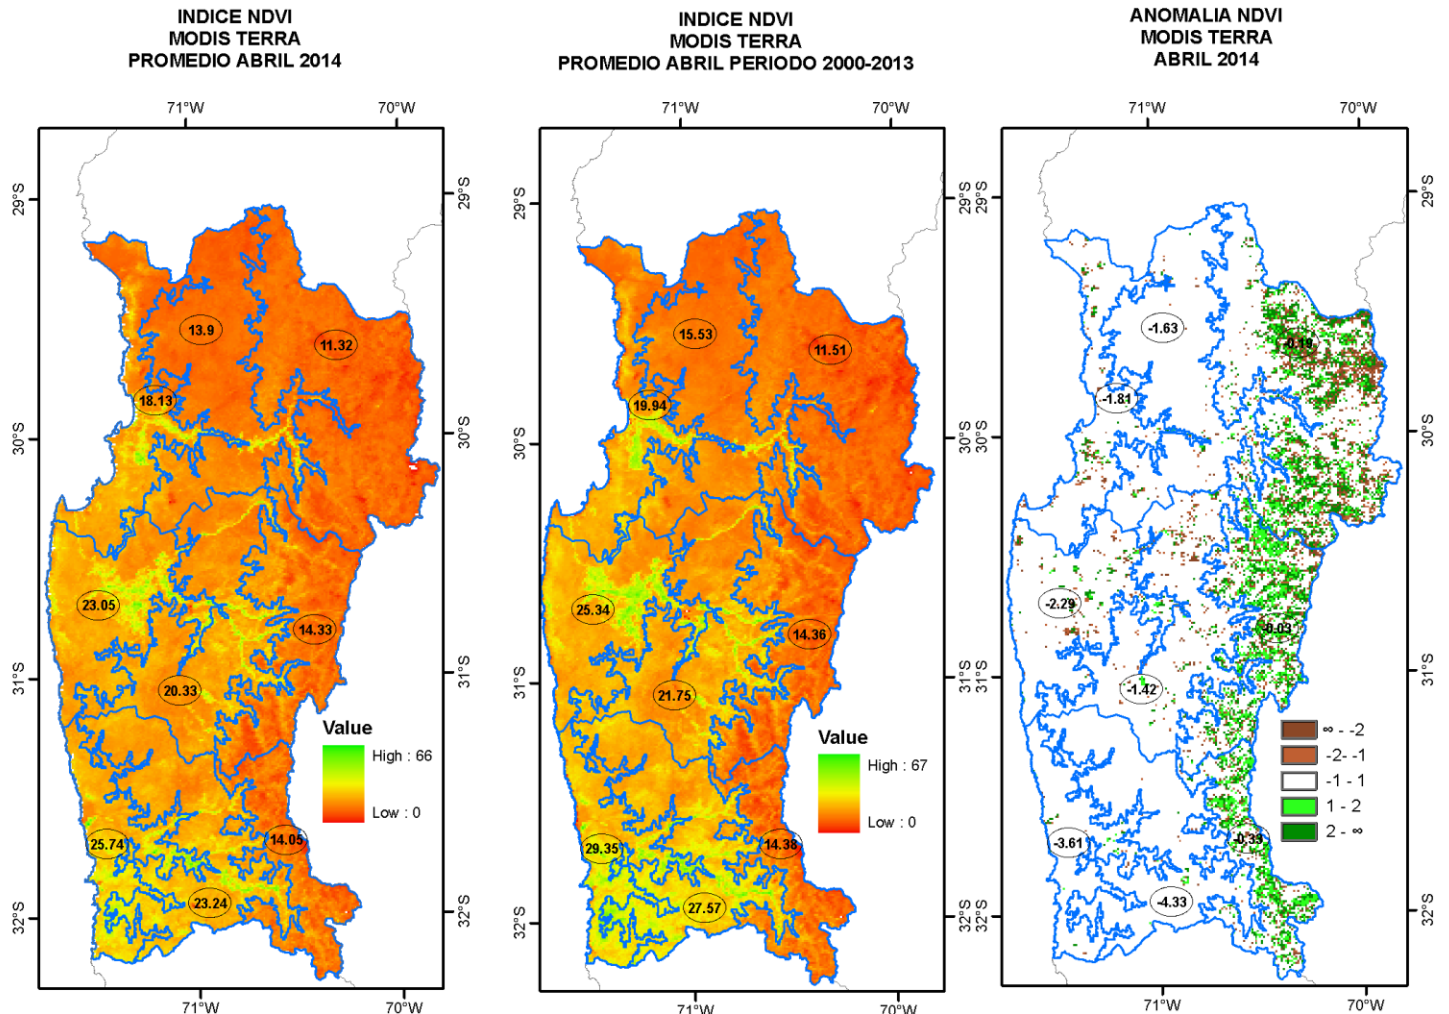 INDICE NDVI
MODIS TERRA
PROMEDIO ABRIL 2014
71°W
70°W
29°S
29°S
30°S
30°S
31°S
31°S
32°S
32°S
13.9
11.32
18.13
23.05
14.33
20.33
25.74
14.05
23.24
Value
High : 66
Low : 0
71°W
70°W
INDICE NDVI
MODIS TERRA
PROMEDIO ABRIL PERIODO 2000-2013
71°W
70°W
29°S
29°S
30°S
30°S
31°S
31°S
32°S
32°S
15.53
11.51
19.94
25.34
14.36
21.75
29.35
14.38
27.57
Value
High : 67
Low : 0
71°W
70°W
ANOMALIA NDVI
MODIS TERRA
ABRIL 2014
71°W
70°W
29°S
29°S
30°S
30°S
31°S
31°S
32°S
32°S
-1.63
-0.19
-1.81
-2.29
-0.03
-1.42
-3.61
-0.33
-4.33
∞ - -2
-2- -1
-1 - 1
1 - 2
2 - ∞
71°W
70°W